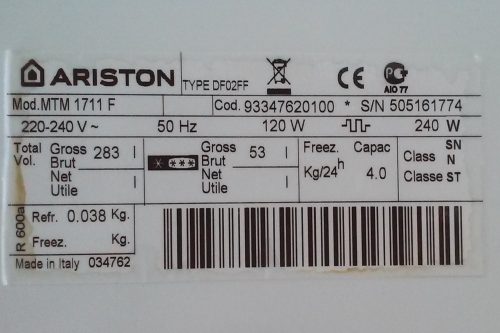 ARISTON TYPE DF02FF CE PC AIO 77
Mod.MTM 1711 F Cod. 93347620100 * S/N 505161774
220-240 V ~ 50 Hz 120 W 240 W
Total Vol. Gross Brut 283 l Net Utile l
* *** Gross Brut 53 l Net Utile l
Freez. Capac Kg/24h 4.0
Class Classe SN N ST
R 600a Refr. 0.038 Kg.
Freez. Kg.
Made in Italy 034762